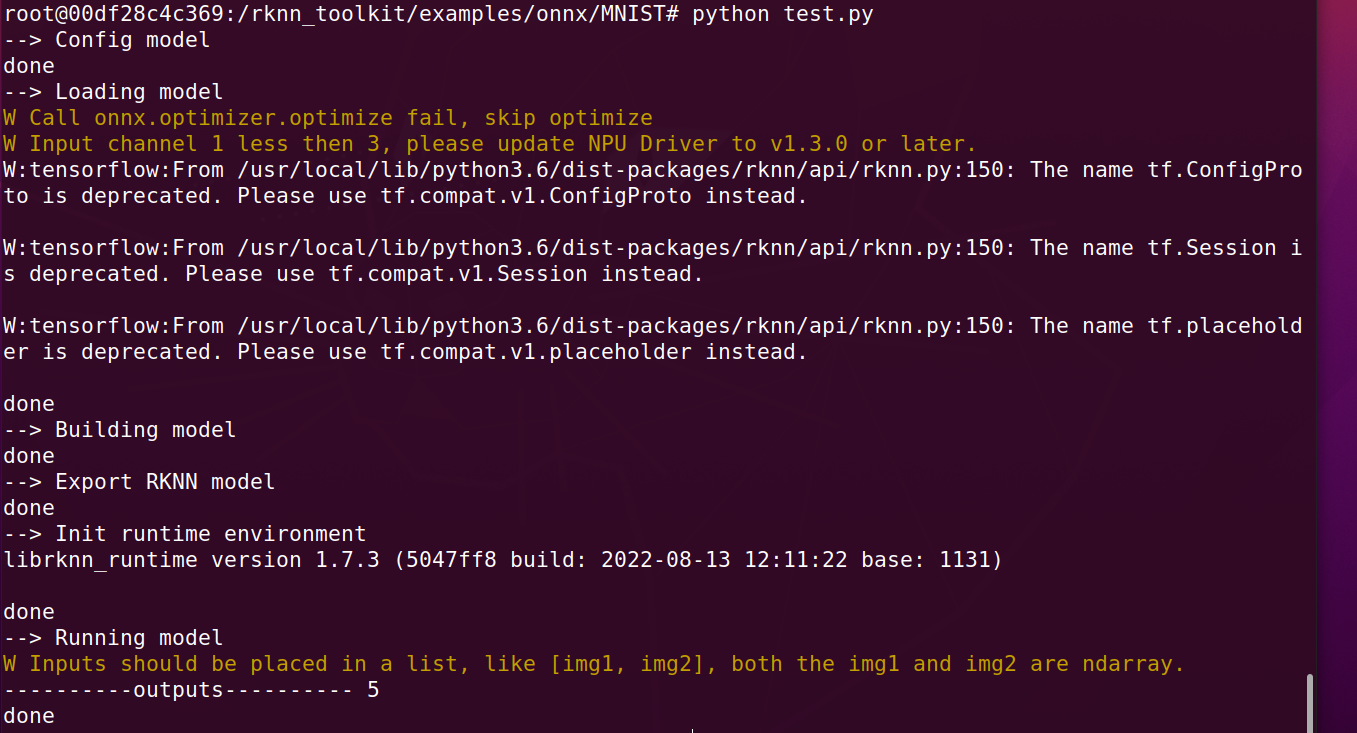 root@00df28c4c369:/rknn_toolkit/examples/onnx/MNIST# python test.py
--> Config model
done
--> Loading model
W Call onnx.optimizer.optimize fail, skip optimize
W Input channel 1 less then 3, please update NPU Driver to v1.3.0 or later.
W:tensorflow:From /usr/local/lib/python3.6/dist-packages/rknn/api/rknn.py:150: The name tf.ConfigPro
to is deprecated. Please use tf.compat.v1.ConfigProto instead.
W:tensorflow:From /usr/local/lib/python3.6/dist-packages/rknn/api/rknn.py:150: The name tf.Session i
s deprecated. Please use tf.compat.v1.Session instead.
W:tensorflow:From /usr/local/lib/python3.6/dist-packages/rknn/api/rknn.py:150: The name tf.placehold
er is deprecated. Please use tf.compat.v1.placeholder instead.
done
--> Building model
done
--> Export RKNN model
done
--> Init runtime environment
librknn_runtime version 1.7.3 (5047ff8 build: 2022-08-13 12:11:22 base: 1131)
done
--> Running model
W Inputs should be placed in a list, like [img1, img2], both the img1 and img2 are ndarray.
----------outputs---------- 5
done